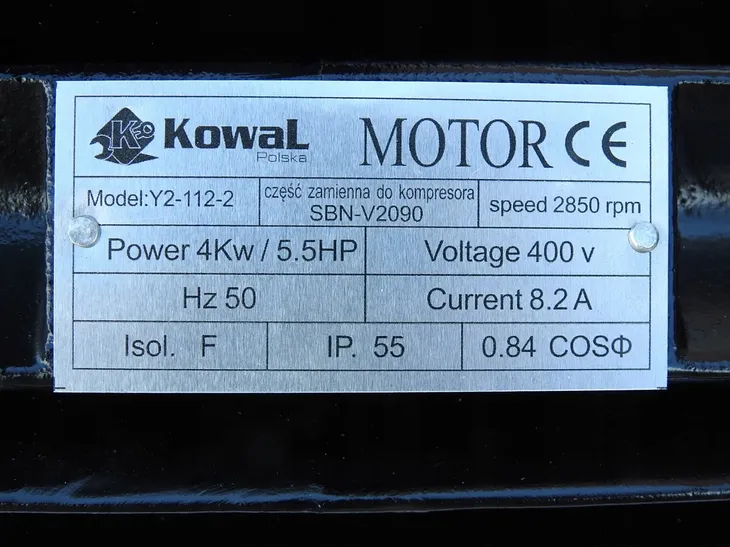 KowaL
Polska
MOTOR CE
Model:Y2-112-2
część zamienna do kompresora
SBN-V2090
speed 2850 rpm
Power 4Kw / 5.5HP
Voltage 400 v
Hz 50
Current 8.2 A
Isol. F
IP. 55
0.84 COSΦ